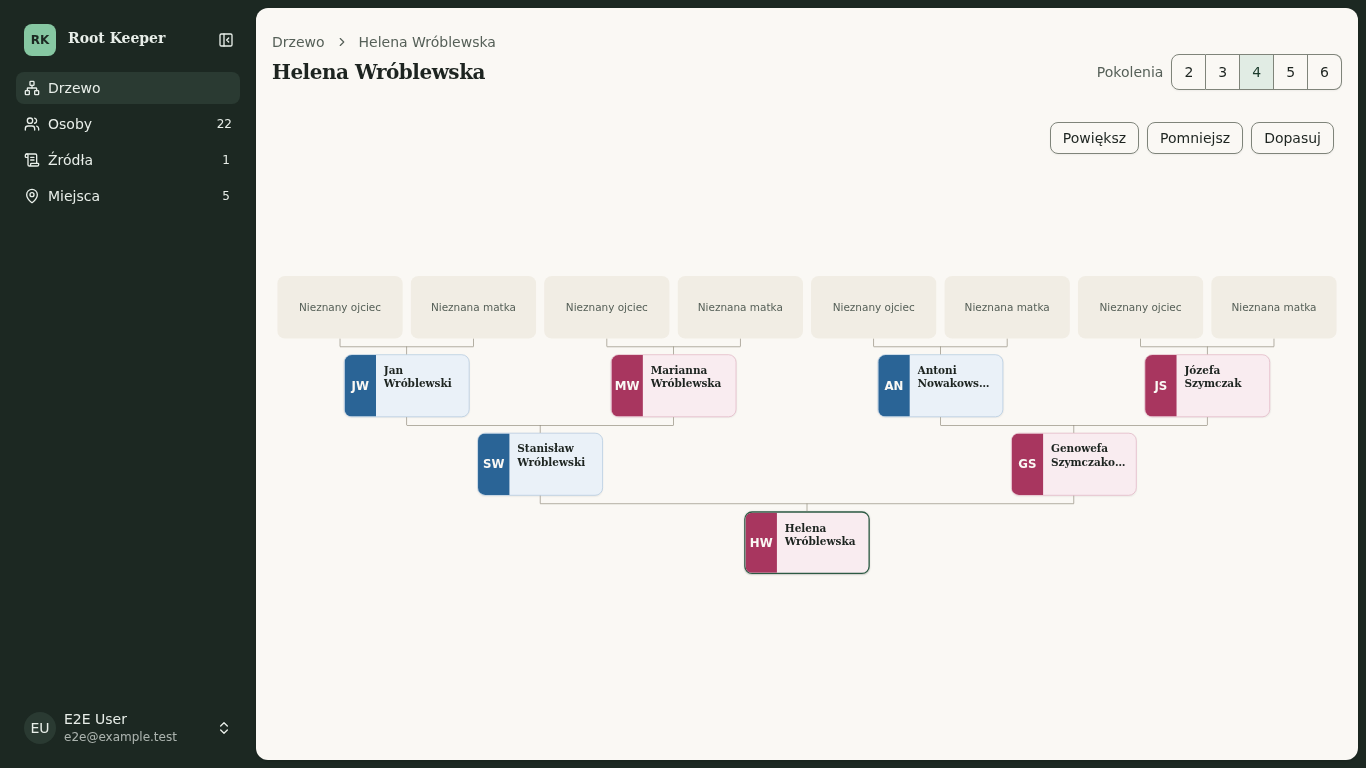 RK
Root Keeper
Drzewo
Osoby 22
Źródła 1
Miejsca 5
EU
E2E User
e2e@example.test
Drzewo > Helena Wróblewska
Helena Wróblewska
Pokolenia 2 3 4 5 6
Powiększ Pomniejsz Dopasuj
Nieznany ojciec Nieznana matka Nieznany ojciec Nieznana matka Nieznany ojciec Nieznana matka Nieznany ojciec Nieznana matka
JW
Jan
Wróblewski
MW
Marianna
Wróblewska
AN
Antoni
Nowakows...
JS
Józefa
Szymczak
SW
Stanisław
Wróblewski
GS
Genowefa
Szymczako...
HW
Helena
Wróblewska